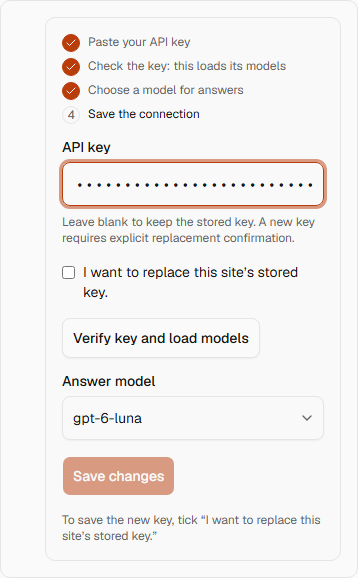 Paste your API key
Check the key: this loads its models
Choose a model for answers
4 Save the connection
API key
••••••••••••••••••••••••
Leave blank to keep the stored key. A new key
requires explicit replacement confirmation.
I want to replace this site's stored
key.
Verify key and load models
Answer model
gpt-6-luna
Save changes
To save the new key, tick “I want to replace this
site’s stored key.”